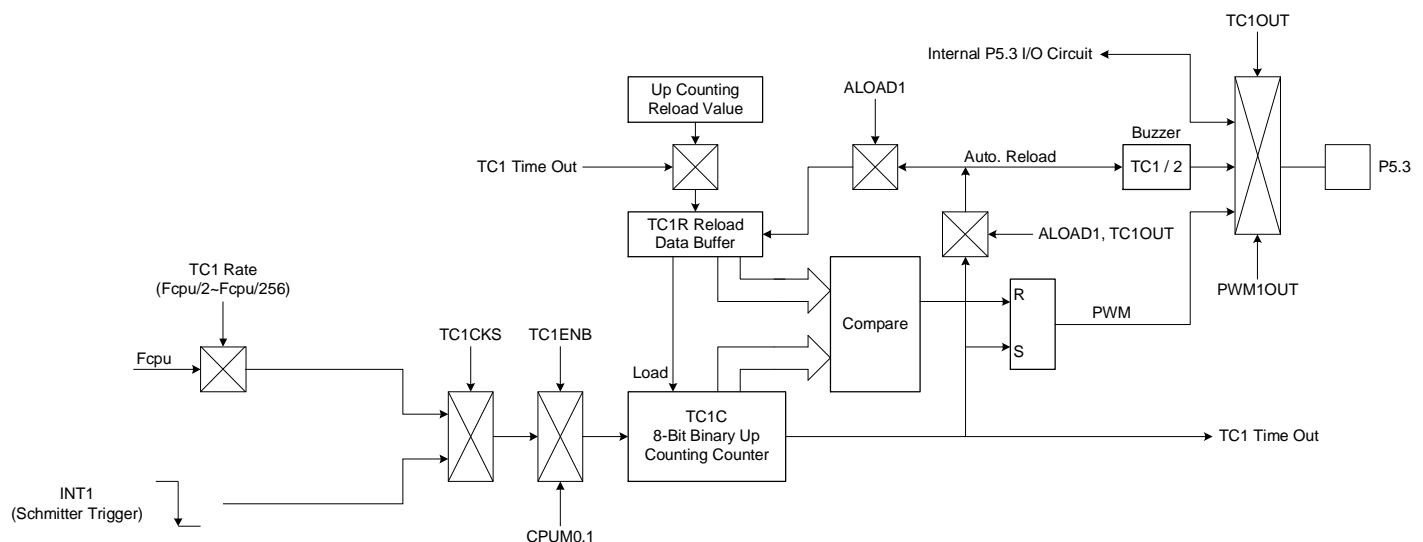 TC1OUT
Internal P5.3 I/O Circuit
Up Counting
Reload Value
ALOAD1
Buzzer
TC1 Time Out
Auto. Reload
TC1 / 2
P5.3
TC1R Reload
Data Buffer
ALOAD1, TC1OUT
TC1 Rate
(Fcpu/2~Fcpu/256)
PWM1OUT
R
Compare
PWM
TC1CKS
TC1ENB
S
Fcpu
Load
TC1C
8-Bit Binary Up
Counting Counter
TC1 Time Out
INT1
(Schmitter Trigger)
CPUM0,1